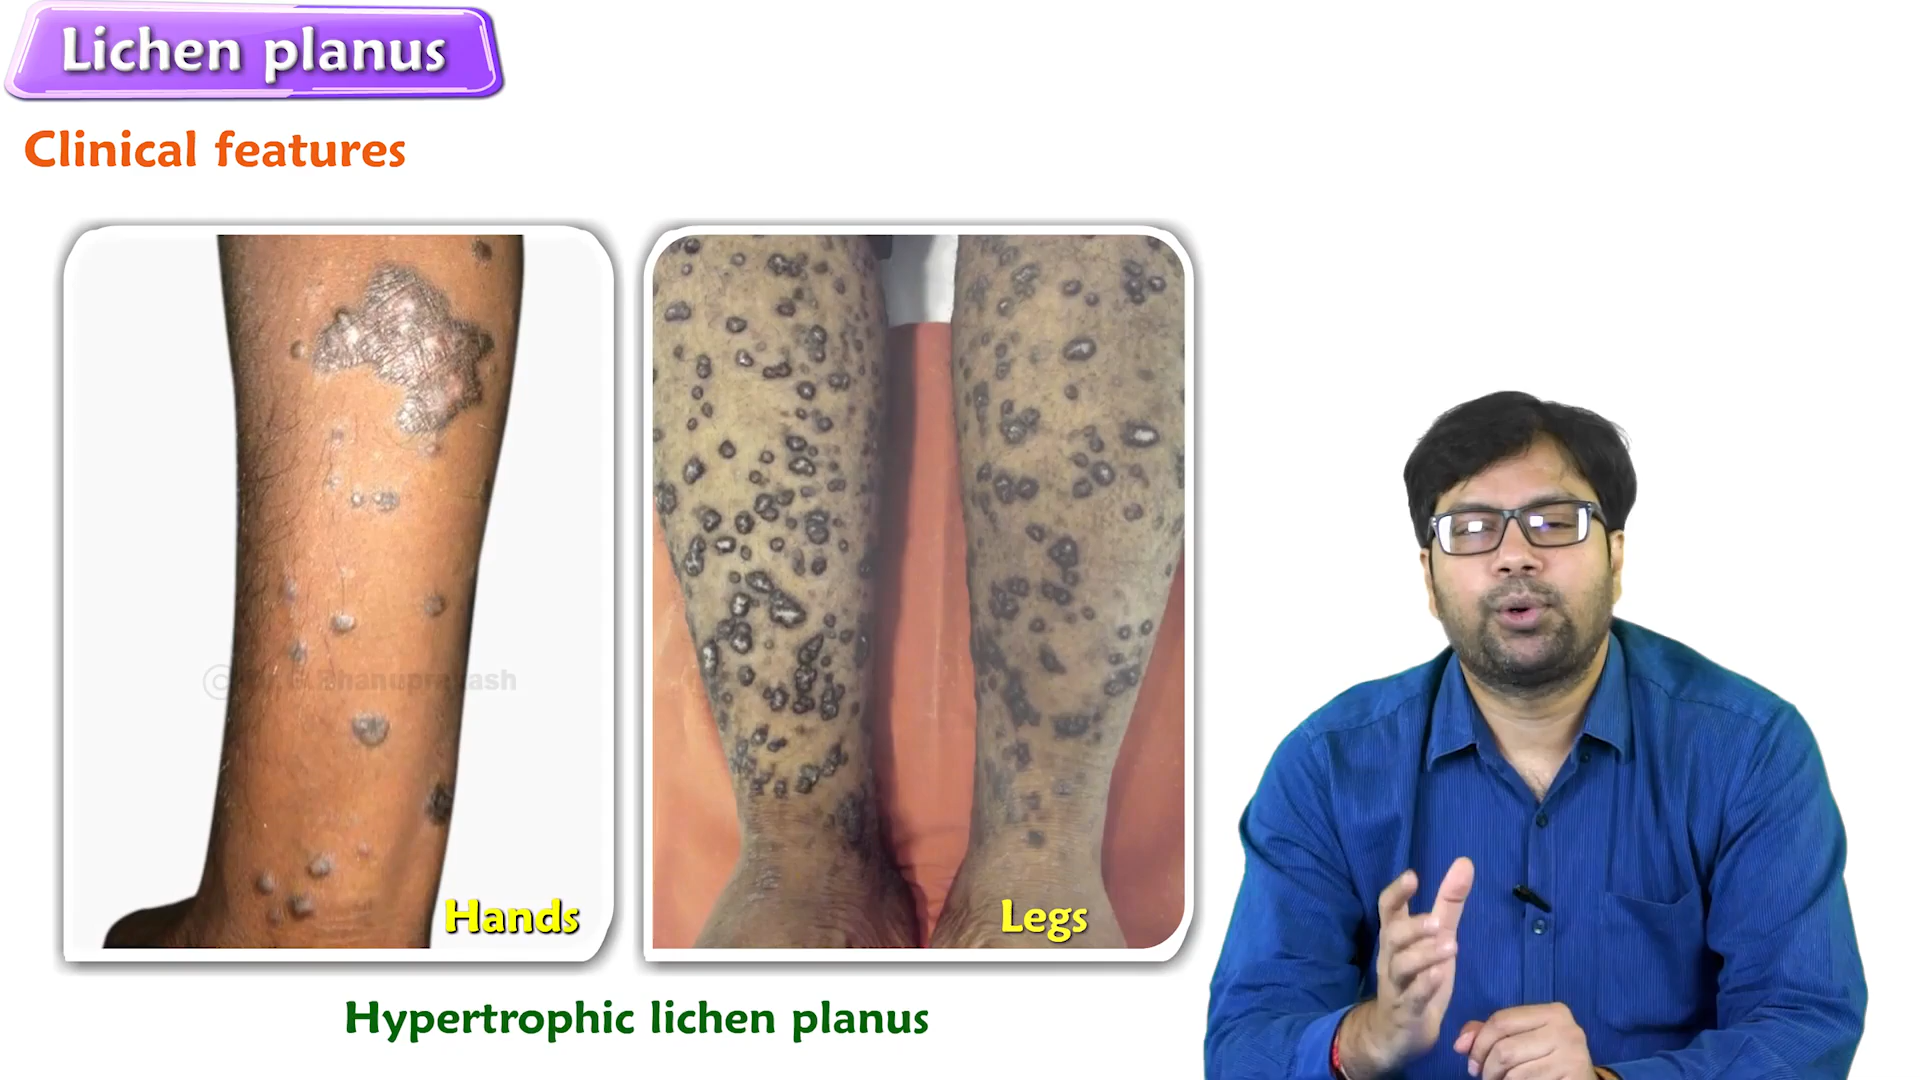 Lichen planus
Clinical features
Hands
Legs
Hypertrophic lichen planus